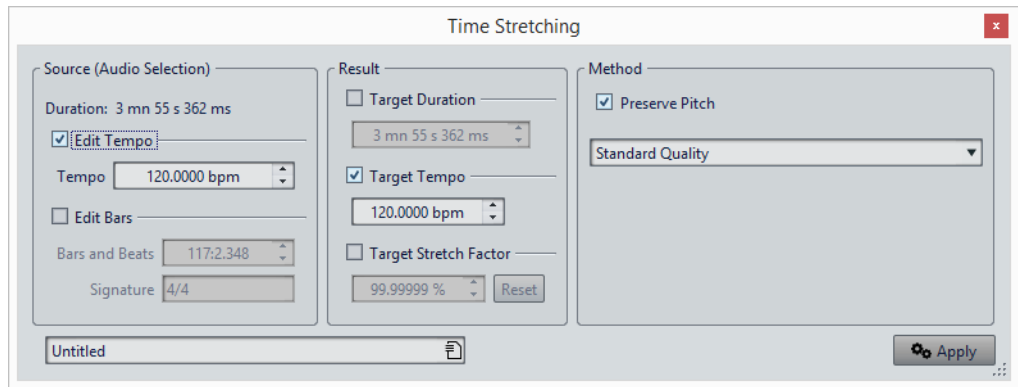 Time Stretching
x
Source (Audio Selection)
Duration: 3 mn 55 s 362 ms
Edit Tempo
Tempo 120.0000 bpm
Edit Bars
Bars and Beats 117:2.348
Signature 4/4
Result
Target Duration
3 mn 55 s 362 ms
Target Tempo
120.0000 bpm
Target Stretch Factor
99.99999 % Reset
Method
Preserve Pitch
Standard Quality
Untitled
Apply